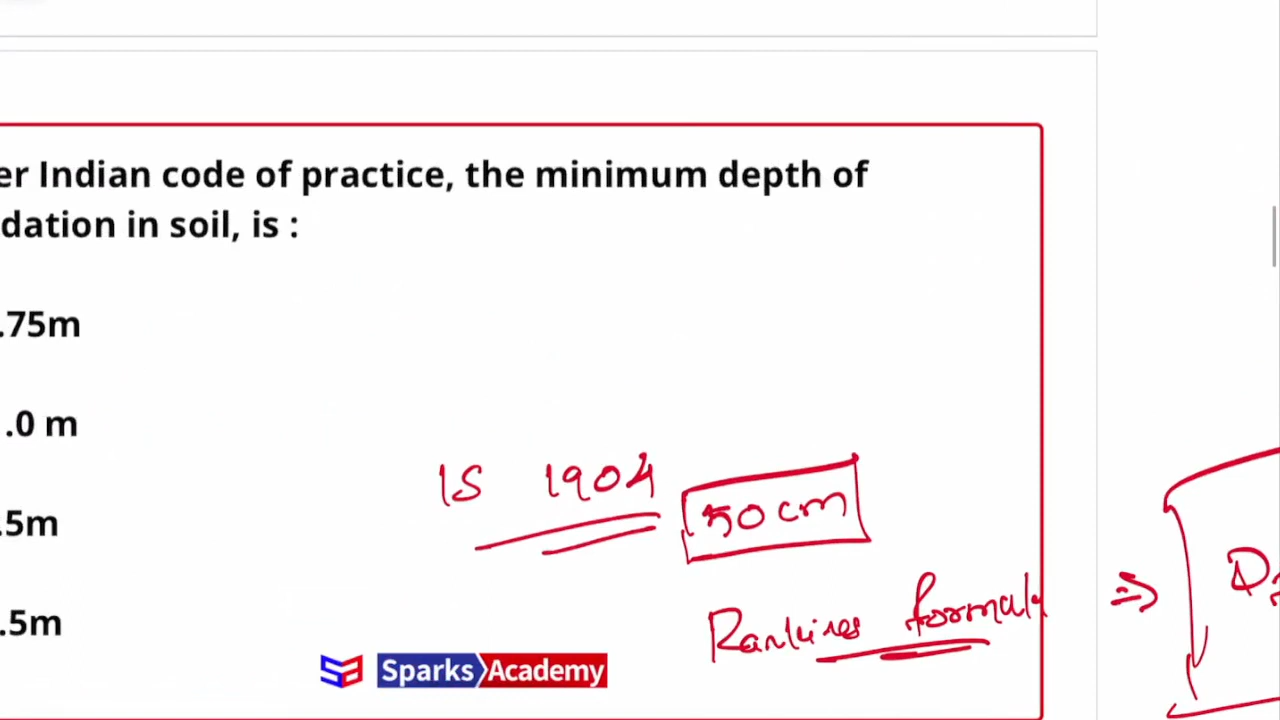 er Indian code of practice, the minimum depth of
dation in soil, is :
.75m
.0 m
.5m
.5m
IS 1904
50 cm
Rankines formula
⇒
Sparks Academy